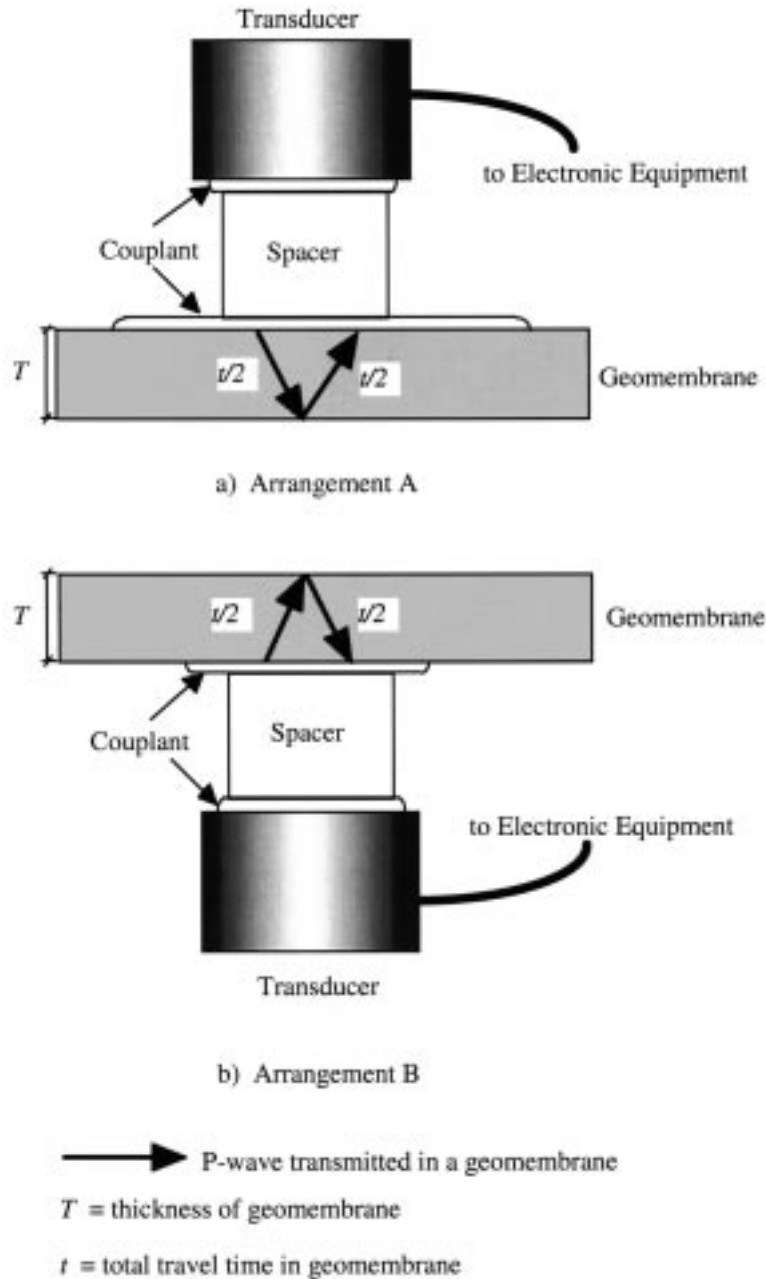 Transducer
to Electronic Equipment
Couplant
Spacer
T
t/2
t/2
Geomembrane
a) Arrangement A
T
t/2
t/2
Geomembrane
Couplant
Spacer
to Electronic Equipment
Transducer
b) Arrangement B
P-wave transmitted in a geomembrane
T = thickness of geomembrane
t = total travel time in geomembrane